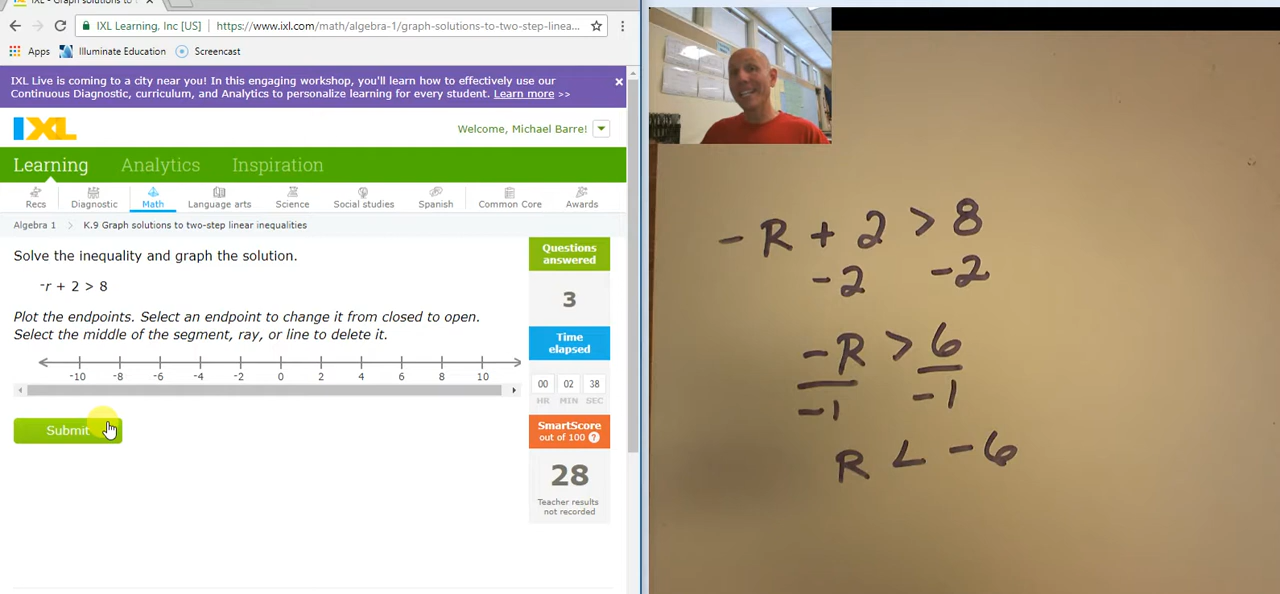 IXL - Graph solutions to
IXL Learning, Inc [US] https://www.ixl.com/math/algebra-1/graph-solutions-to-two-step-linea...
Apps Illuminate Education Screencast
IXL Live is coming to a city near you! In this engaging workshop, you'll learn how to effectively use our
Continuous Diagnostic, curriculum, and Analytics to personalize learning for every student. Learn more >>
IXL
Welcome, Michael Barre!
Learning Analytics Inspiration
Recs Diagnostic Math Language arts Science Social studies Spanish Common Core Awards
Algebra 1 > K.9 Graph solutions to two-step linear inequalities
Solve the inequality and graph the solution.
-r + 2 > 8
Plot the endpoints. Select an endpoint to change it from closed to open.
Select the middle of the segment, ray, or line to delete it.
-10 -8 -6 -4 -2 0 2 4 6 8 10
Submit
Questions
answered
3
Time
elapsed
00 02 38
HR MIN SEC
SmartScore
out of 100 ?
28
Teacher results
not recorded
-R + 2 > 8
-2 -2
-R > 6
-1 -1
R < -6